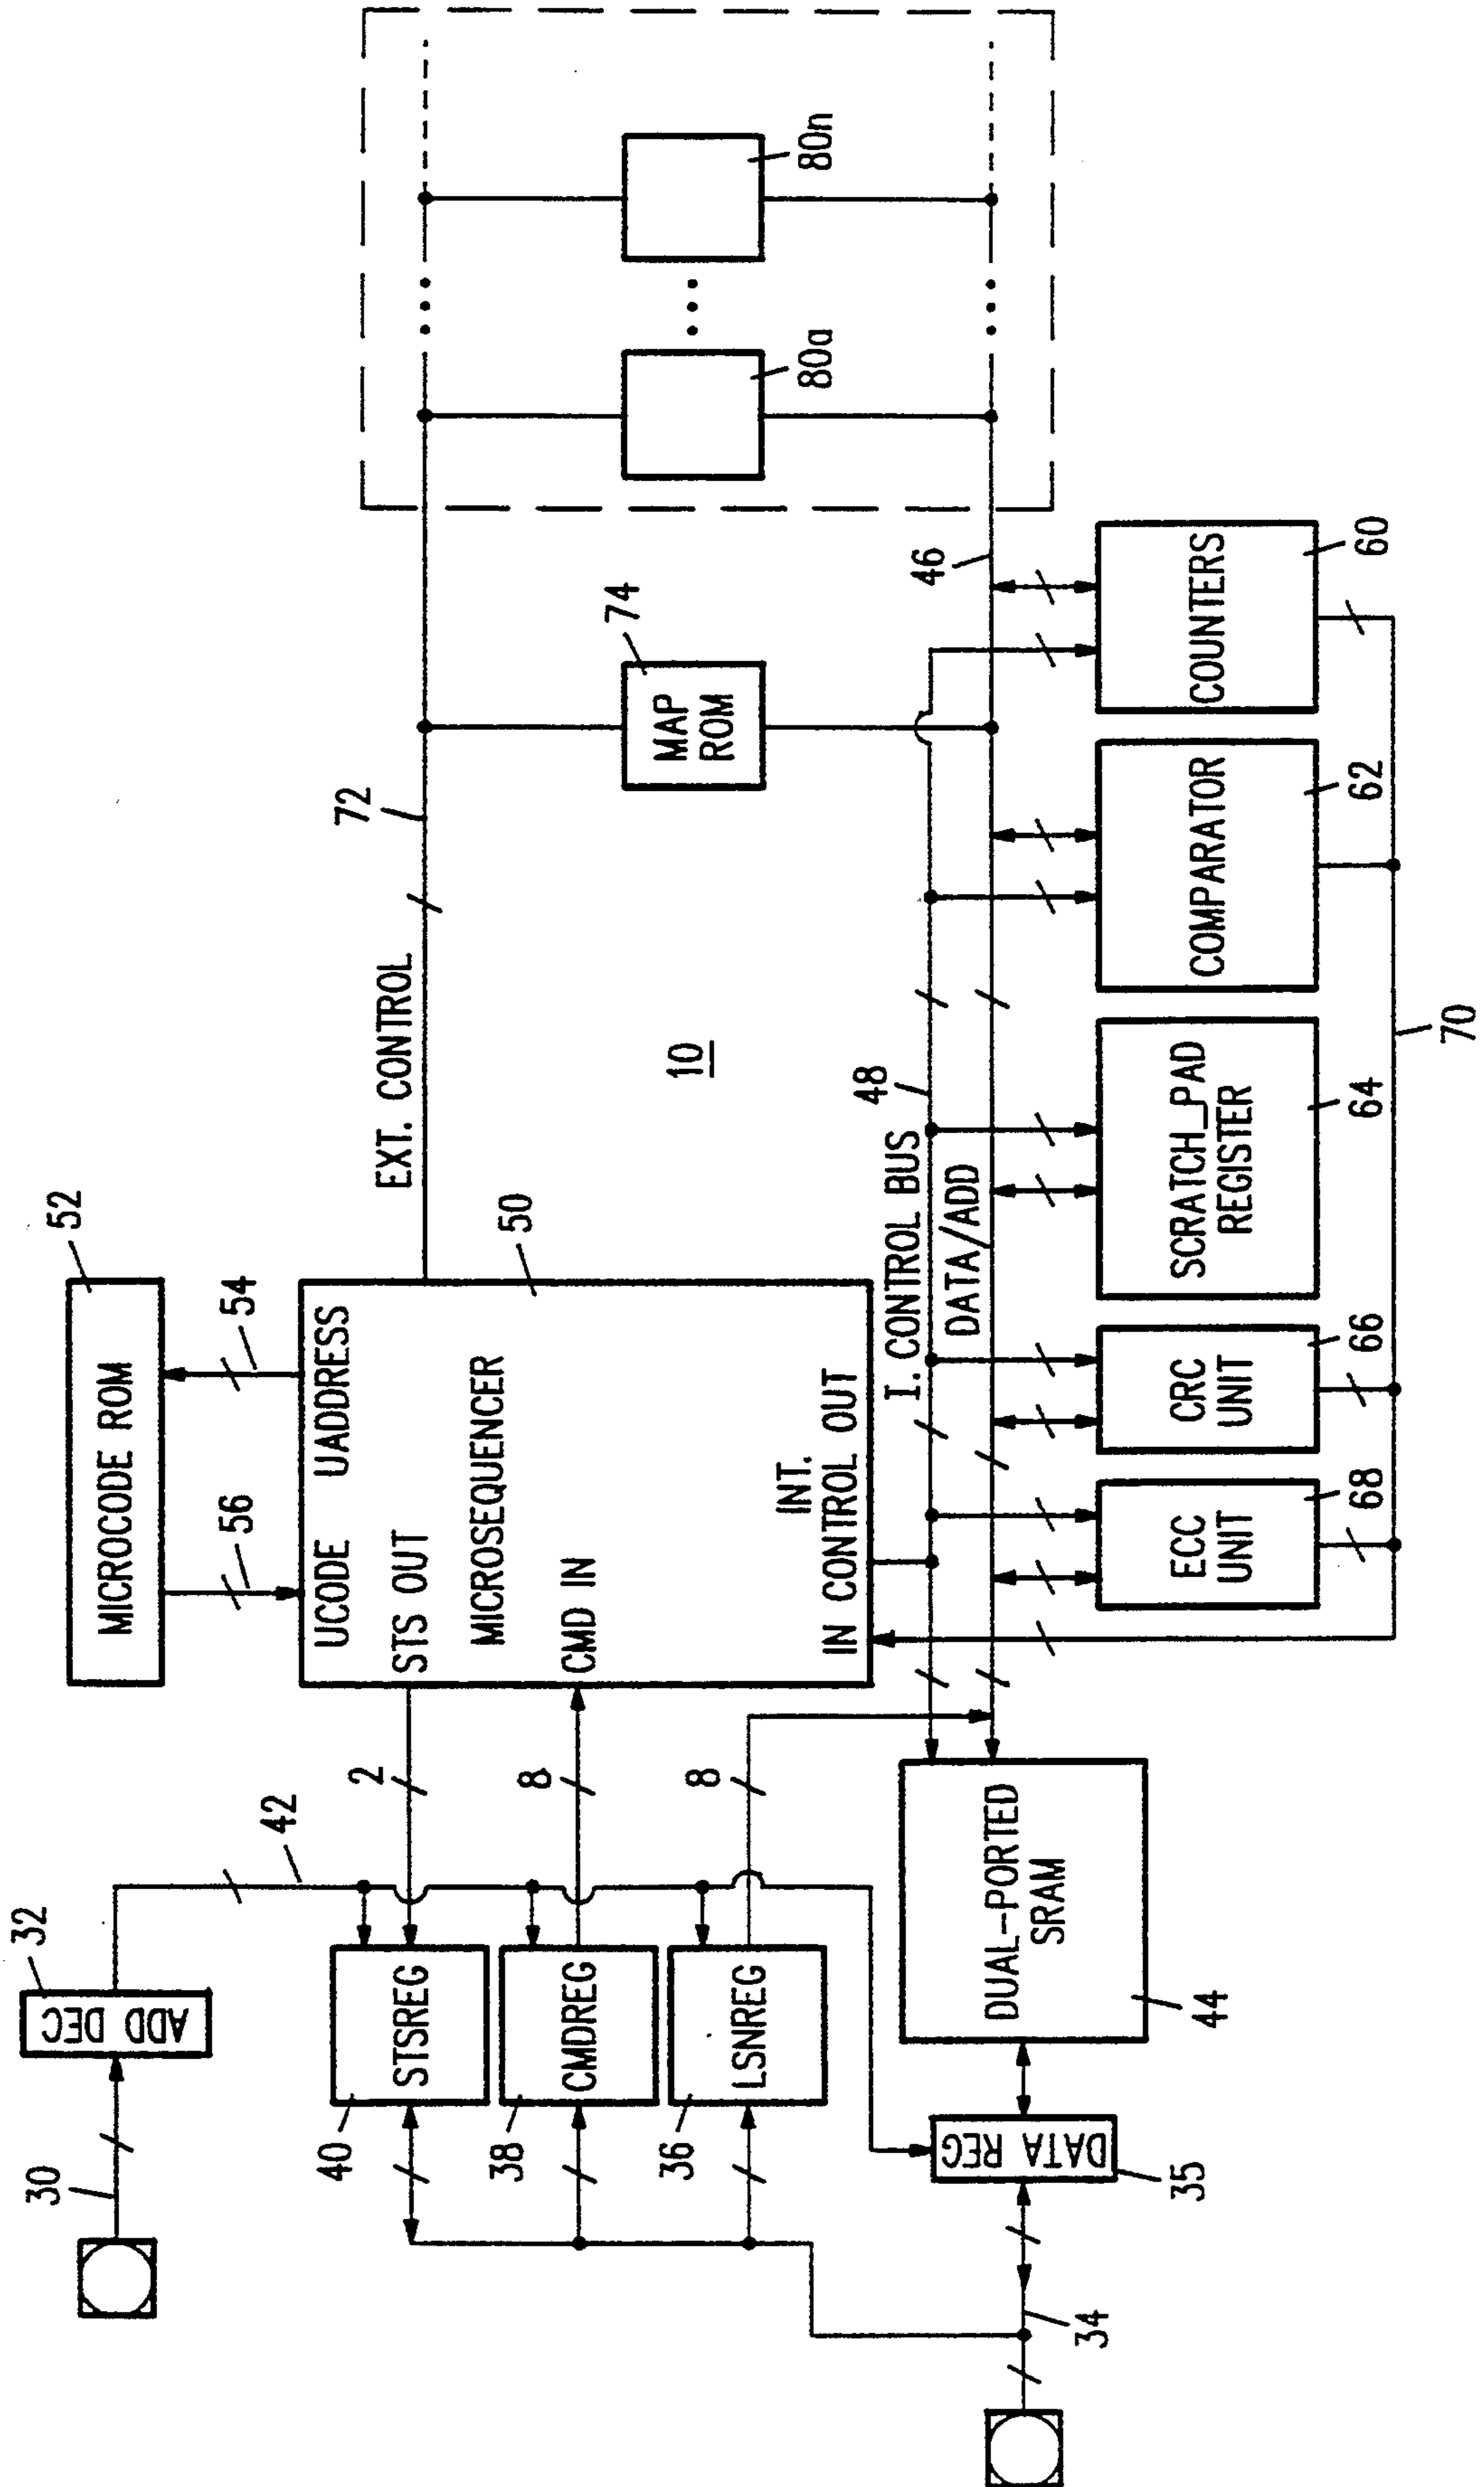 52
MICROCODE ROM
56
54
UCODE UADDRESS
STS OUT
MICROSEQUENCER
CMD IN
INT.
IN CONTROL OUT
50
EXT. CONTROL
72
74
MAP
ROM
80a
80n
10
30
32
ADD DEC
42
2
8
8
40
STSREG
38
CMDREG
36
LSNREG
34
35
DATA REG
DUAL-PORTED
SRAM
44
I. CONTROL BUS
48
DATA/ADD
46
ECC
UNIT
68
CRC
UNIT
66
SCRATCH_PAD
REGISTER
64
COMPARATOR
62
COUNTERS
60
70